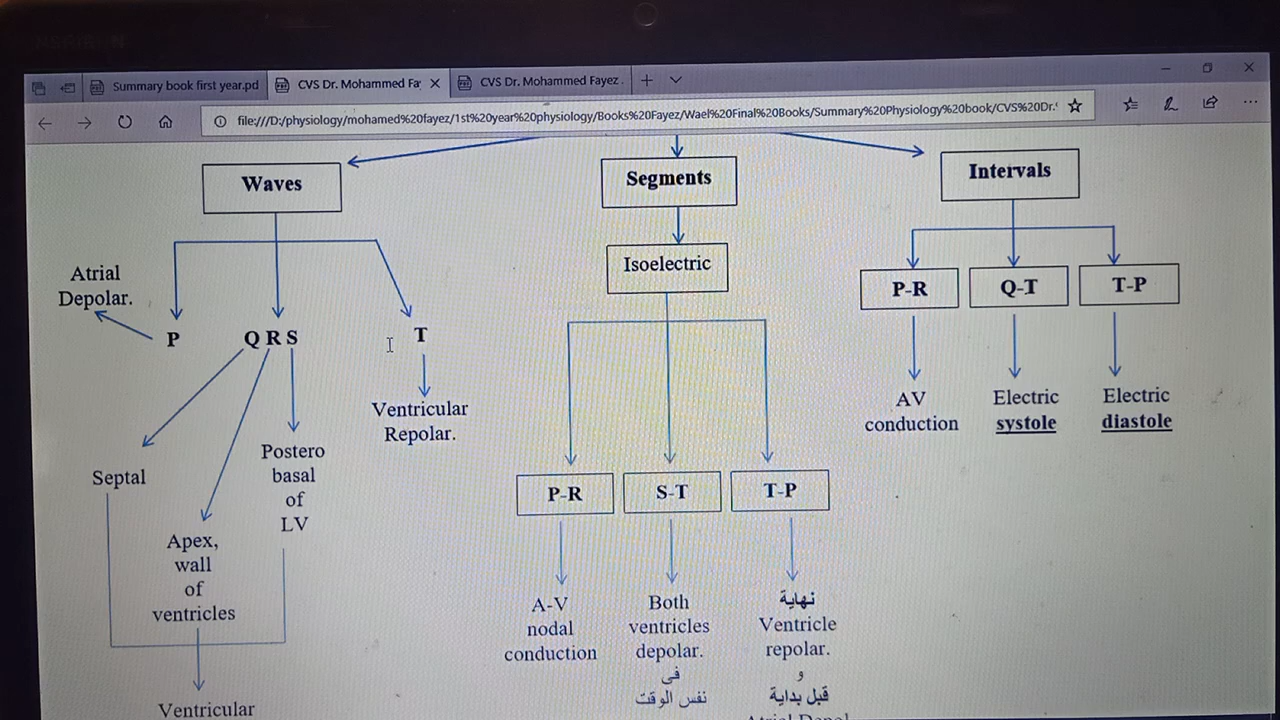 Summary book first year.pd
CVS Dr. Mohammed Fa
CVS Dr. Mohammed Fayez .
file:///D:/physiology/mohamed%20fayez/1st%20year%20physiology/Books%20Fayez/Wael%20Final%20Books/Summary%20Physiology%20book/CVS%20Dr.
Waves
Segments
Intervals
Isoelectric
Atrial
Depolar.
P
Q R S
T
Ventricular
Repolar.
Septal
Apex,
wall
of
ventricles
Postero
basal
of
LV
Ventricular
P-R
S-T
T-P
A-V
nodal
conduction
Both
ventricles
depolar.
فى
نفس الوقت
نهاية
Ventricle
repolar.
و
قبل بداية
Atrial Depol
P-R
Q-T
T-P
AV
conduction
Electric
systole
Electric
diastole